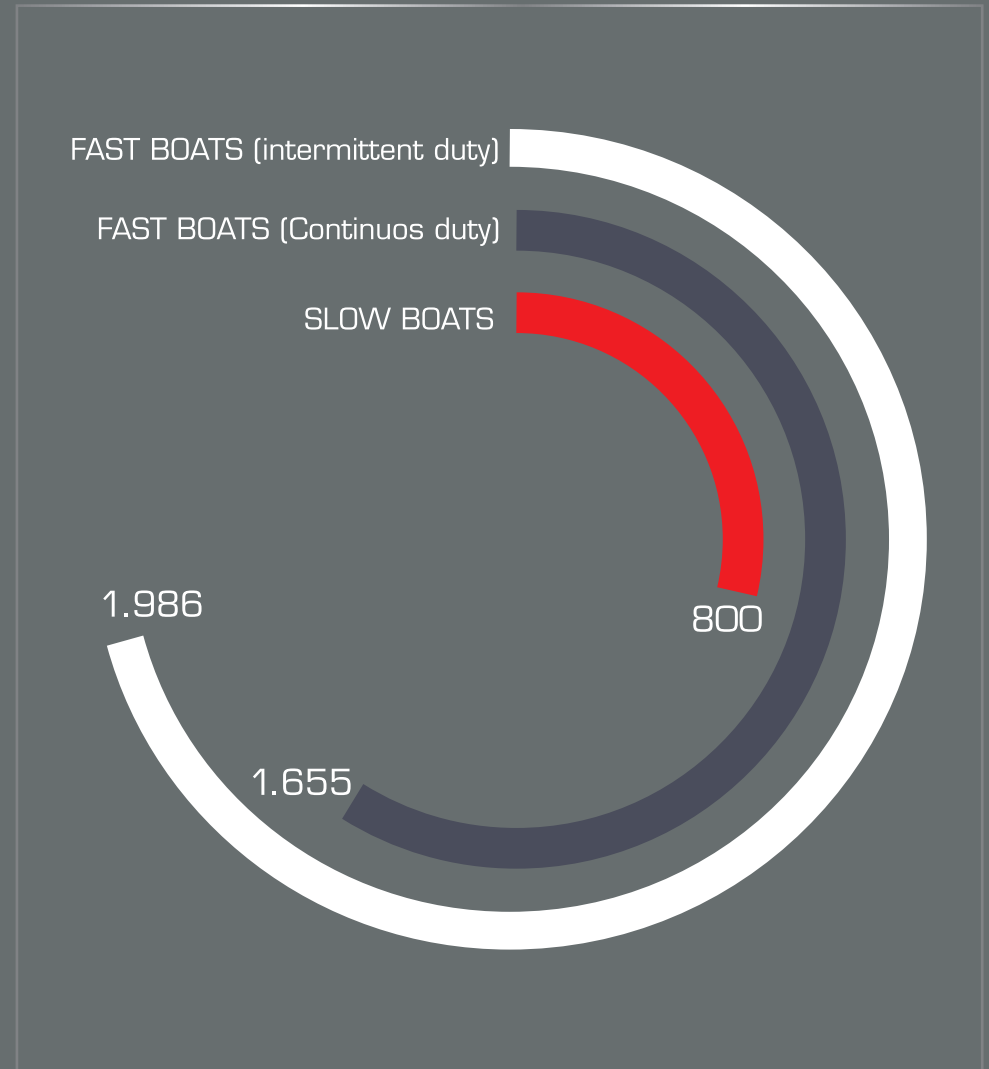 FAST BOATS (intermittent duty)
FAST BOATS (Continuos duty)
SLOW BOATS
1.986
800
1.655